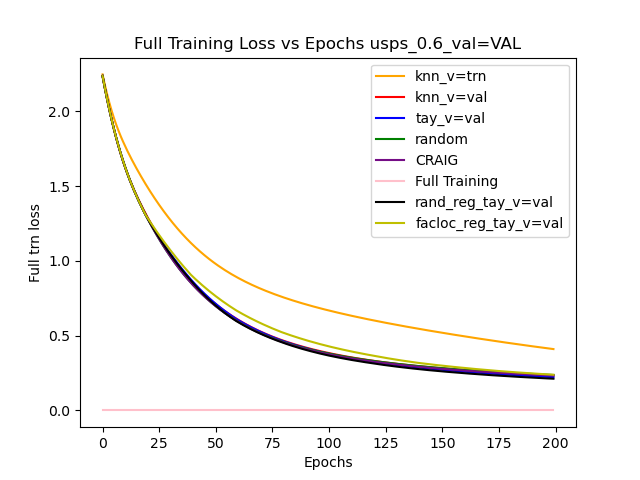 Full Training Loss vs Epochs usps_0.6_val=VAL
knn_v=trn
knn_v=val
tay_v=val
random
CRAIG
Full Training
rand_reg_tay_v=val
facloc_reg_tay_v=val
Full trn loss
2.0
1.5
1.0
0.5
0.0
0 25 50 75 100 125 150 175 200
Epochs